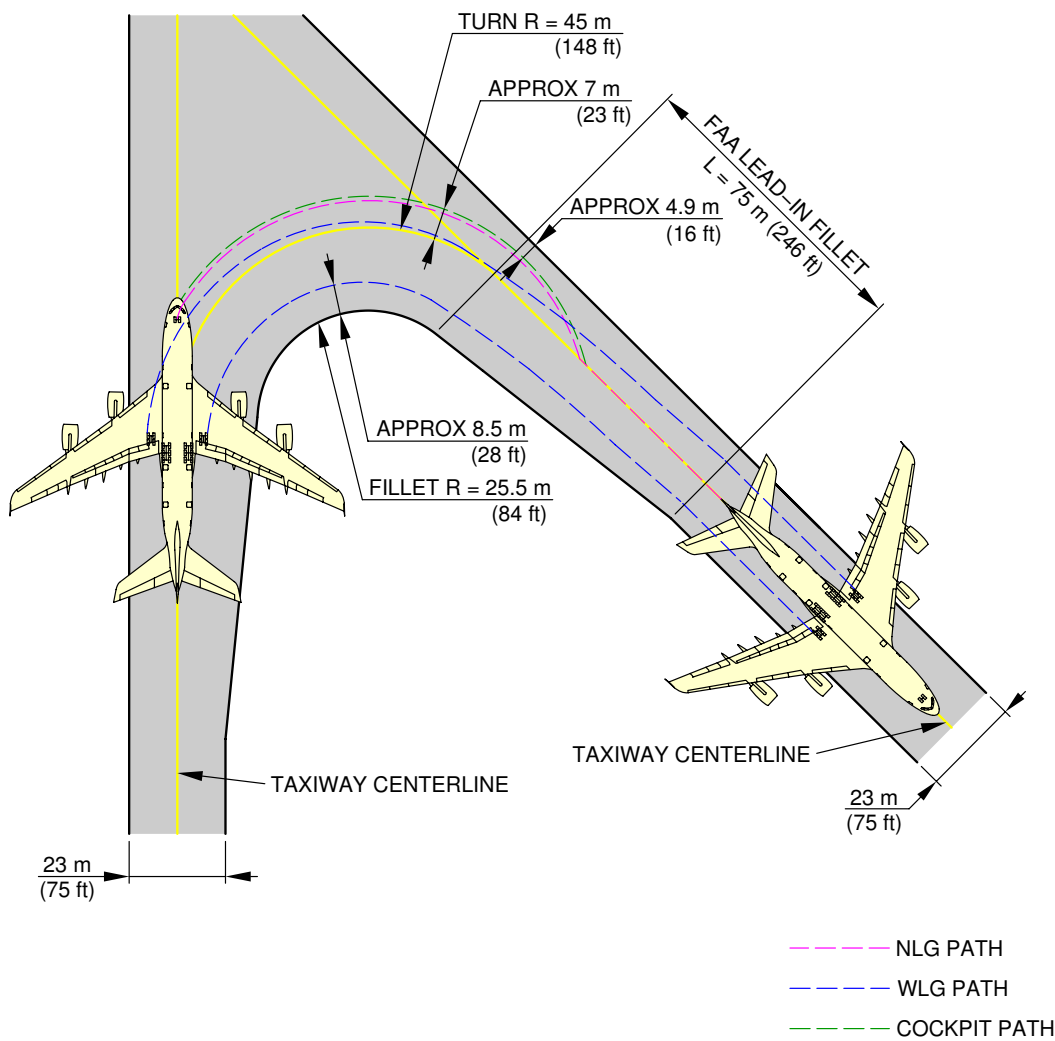 TURN R = 45 m
(148 ft)
APPROX 7 m
(23 ft)
FAA LEAD–IN FILLET
L = 75 m (246 ft)
APPROX 4.9 m
(16 ft)
APPROX 8.5 m
(28 ft)
FILLET R = 25.5 m
(84 ft)
TAXIWAY CENTERLINE
TAXIWAY CENTERLINE
23 m
(75 ft)
23 m
(75 ft)
NLG PATH
WLG PATH
COCKPIT PATH